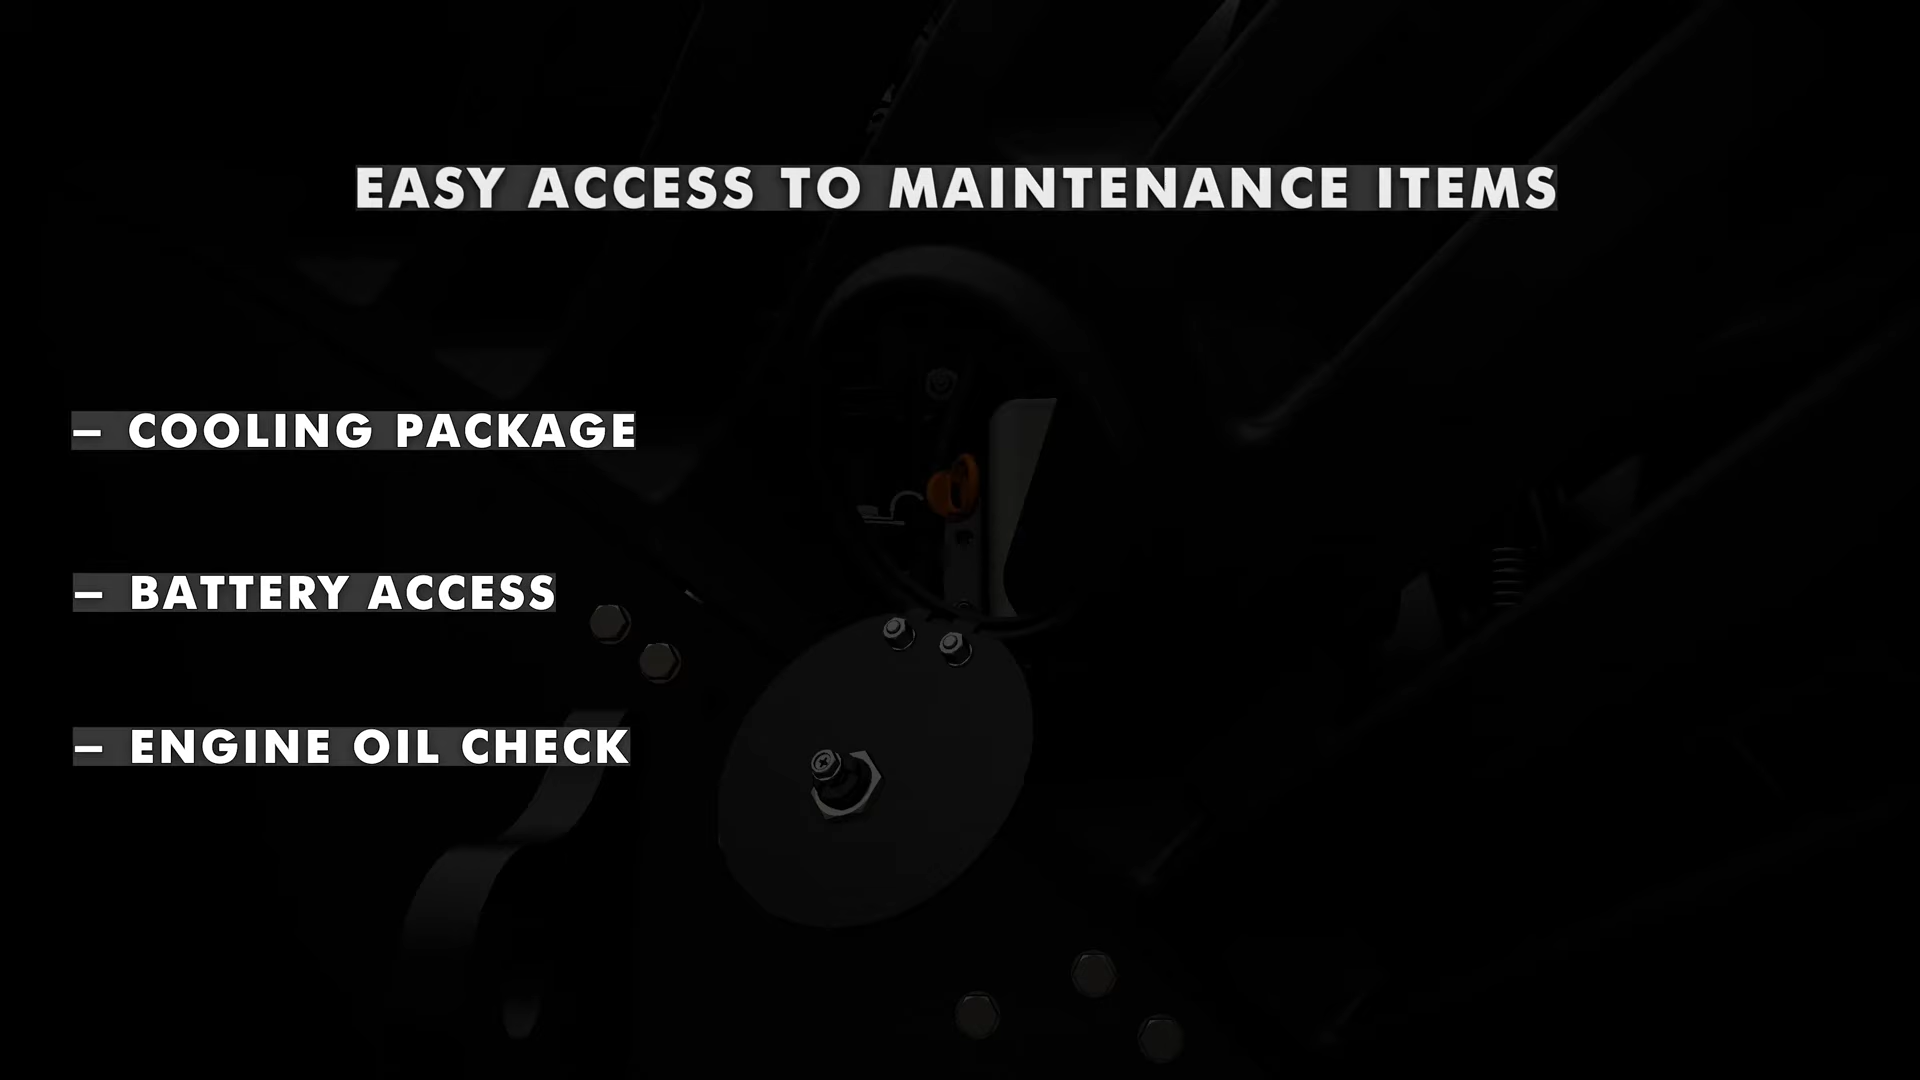 EASY ACCESS TO MAINTENANCE ITEMS
– COOLING PACKAGE
– BATTERY ACCESS
– ENGINE OIL CHECK